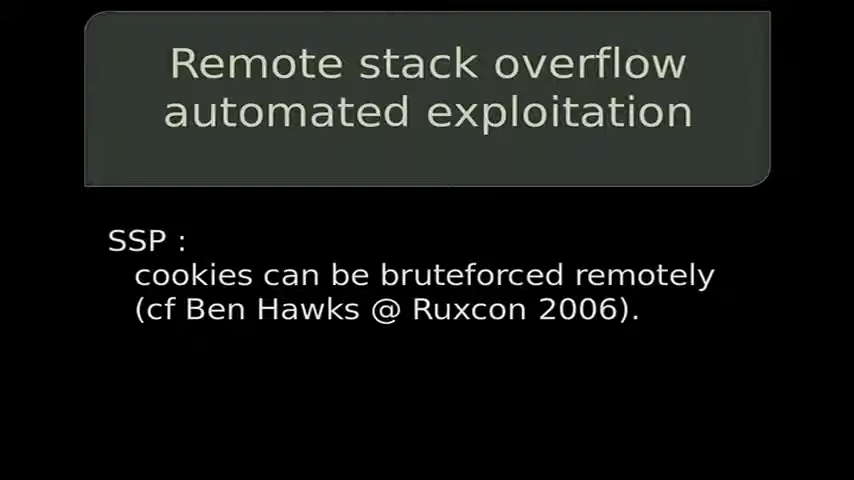 Remote stack overflow
automated exploitation
SSP :
cookies can be bruteforced remotely
(cf Ben Hawks @ Ruxcon 2006).